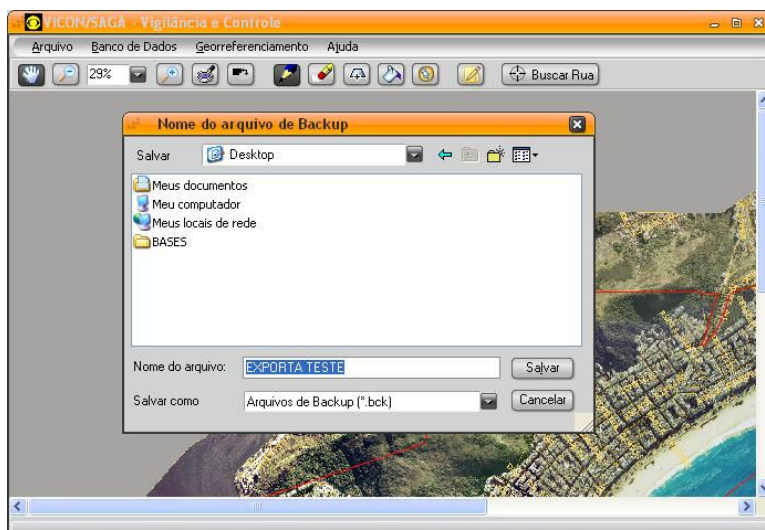 VICON/SAGA - Vigilância e Controle
Arquivo Banco de Dados Georreferenciamento Ajuda
29% Buscar Rua
Nome do arquivo de Backup
Salvar Desktop
Meus documentos
Meu computador
Meus locais de rede
BASES
Nome do arquivo: EXPORTA TESTE Salvar
Salvar como Arquivos de Backup (*.bck) Cancelar